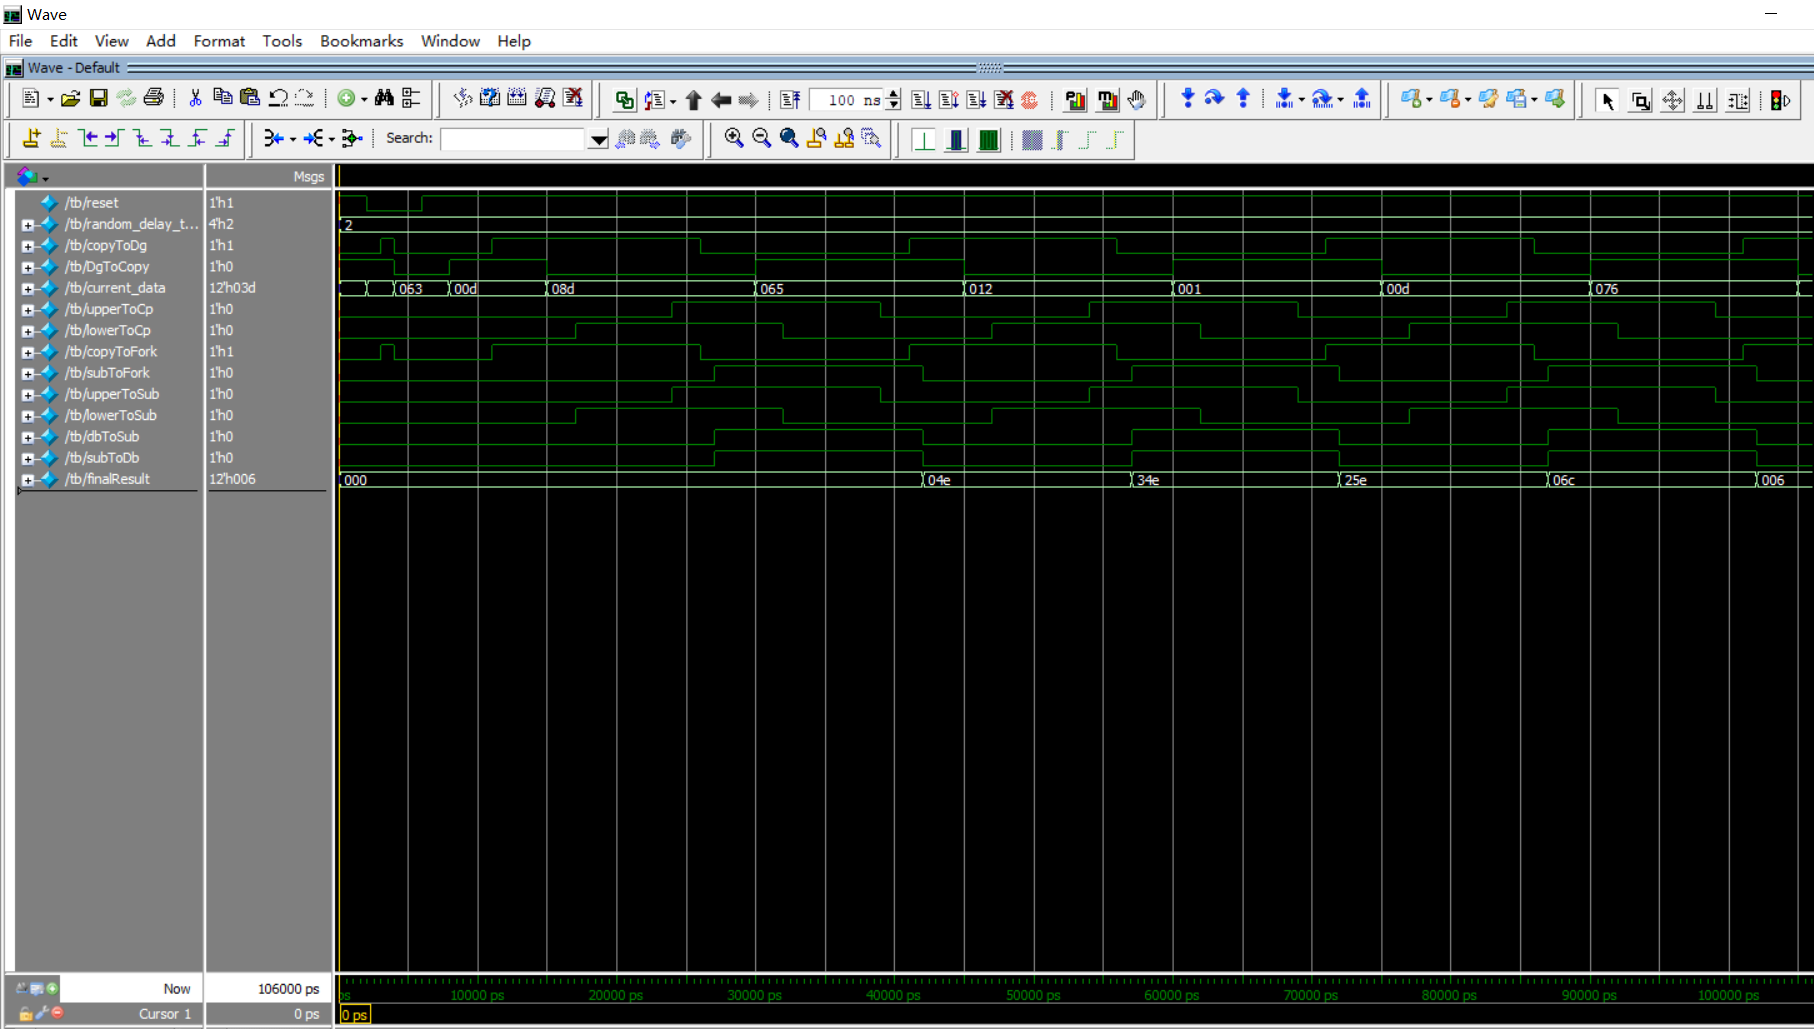 Wave
File Edit View Add Format Tools Bookmarks Window Help
Wave - Default
100 ns
Search:
Msgs
/tb/reset 1'h1
/tb/random_delay_t... 4'h2 2
/tb/copyToDg 1'h1
/tb/DgToCopy 1'h0
/tb/current_data 12'h03d 063 00d 08d 065 012 001 00d 076
/tb/upperToCp 1'h0
/tb/lowerToCp 1'h0
/tb/copyToFork 1'h1
/tb/subToFork 1'h0
/tb/upperToSub 1'h0
/tb/lowerToSub 1'h0
/tb/dbToSub 1'h0
/tb/subToDb 1'h0
/tb/finalResult 12'h006 000 04e 34e 25e 06c 006
Now 106000 ps ps 10000 ps 20000 ps 30000 ps 40000 ps 50000 ps 60000 ps 70000 ps 80000 ps 90000 ps 100000 ps
Cursor 1 0 ps 0 ps